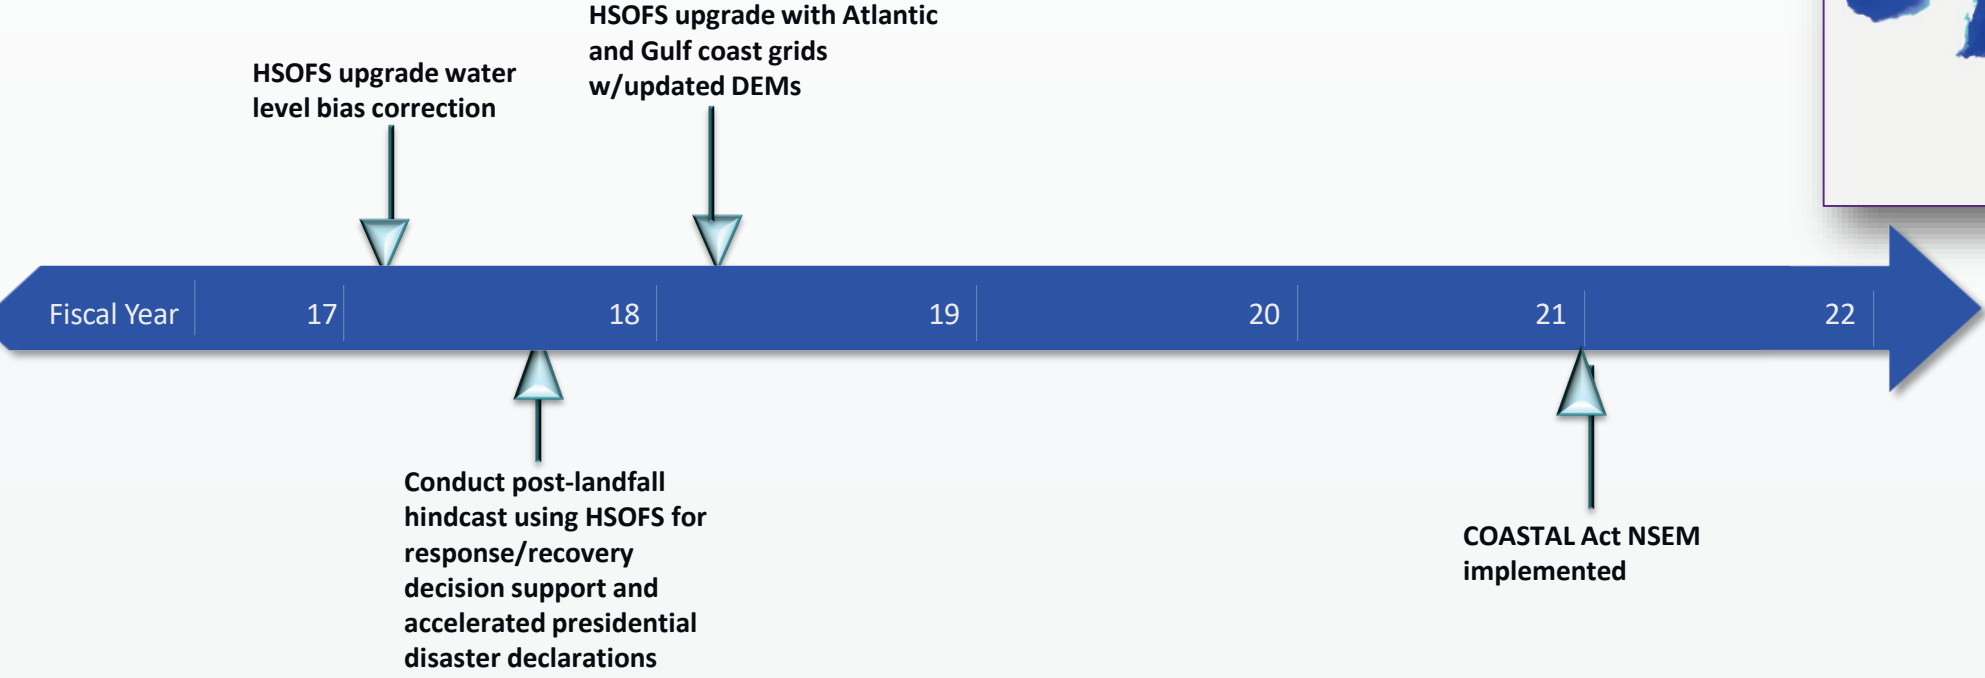 HSOFS upgrade with Atlantic
and Gulf coast grids
w/updated DEMs
HSOFS upgrade water
level bias correction
Fiscal Year 17 18 19 20 21 22
Conduct post-landfall
hindcast using HSOFS for
response/recovery
decision support and
accelerated presidential
disaster declarations
COASTAL Act NSEM
implemented